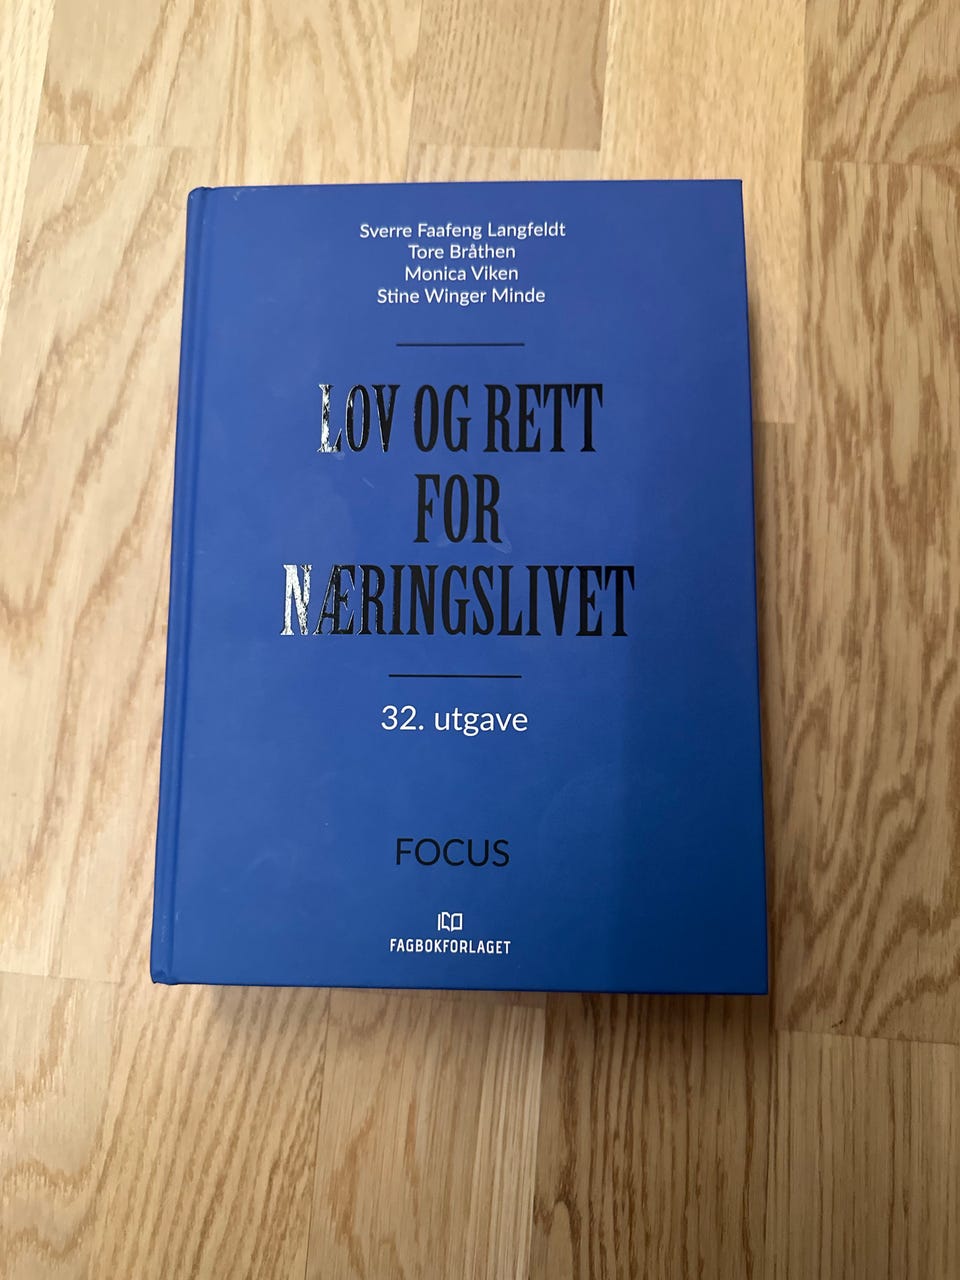 Sverre Faafeng Langfeldt
Tore Bråthen
Monica Viken
Stine Winger Minde
LOV OG RETT
FOR
NÆRINGSLIVET
32. utgave
FOCUS
FAGBOKFORLAGET